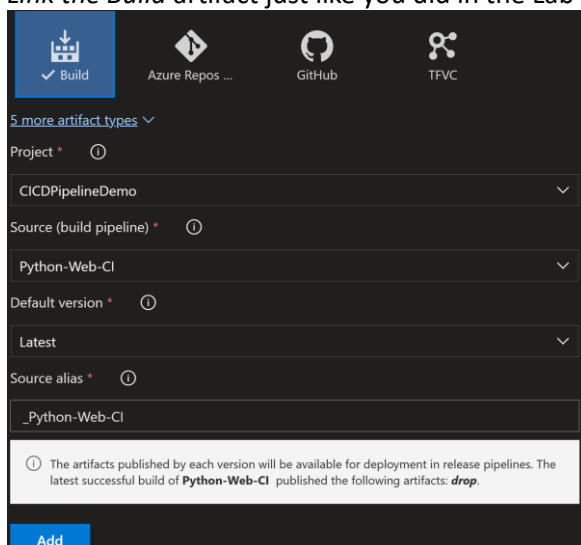 Link the Build artifact just like you did in the Lab
Build
Azure Repos ...
GitHub
TFVC
5 more artifact types
Project *
CICDPipelineDemo
Source (build pipeline) *
Python-Web-CI
Default version *
Latest
Source alias *
_Python-Web-CI
The artifacts published by each version will be available for deployment in release pipelines. The
latest successful build of Python-Web-CI published the following artifacts: drop.
Add